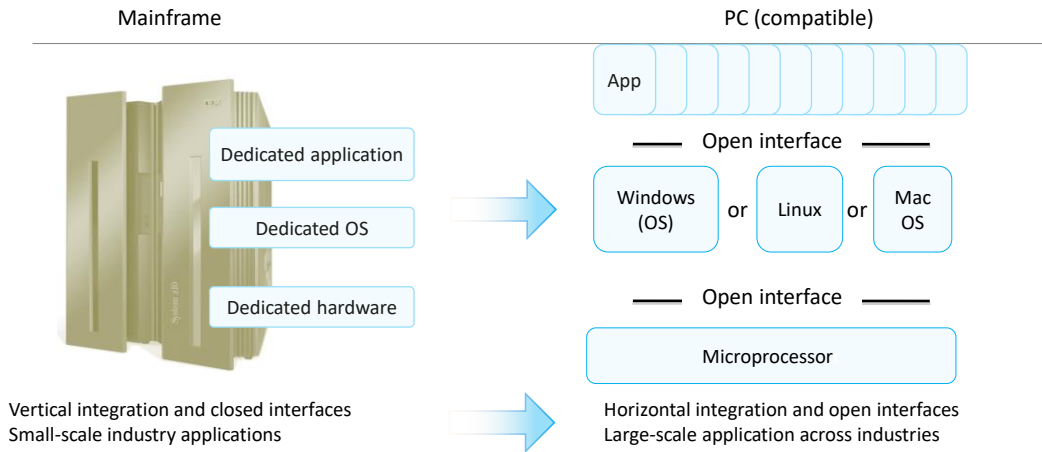 Mainframe
PC (compatible)
App
Dedicated application
Dedicated OS
Dedicated hardware
Open interface
Windows
(OS)
or
Linux
or
Mac
OS
Open interface
Microprocessor
Vertical integration and closed interfaces
Small-scale industry applications
Horizontal integration and open interfaces
Large-scale application across industries